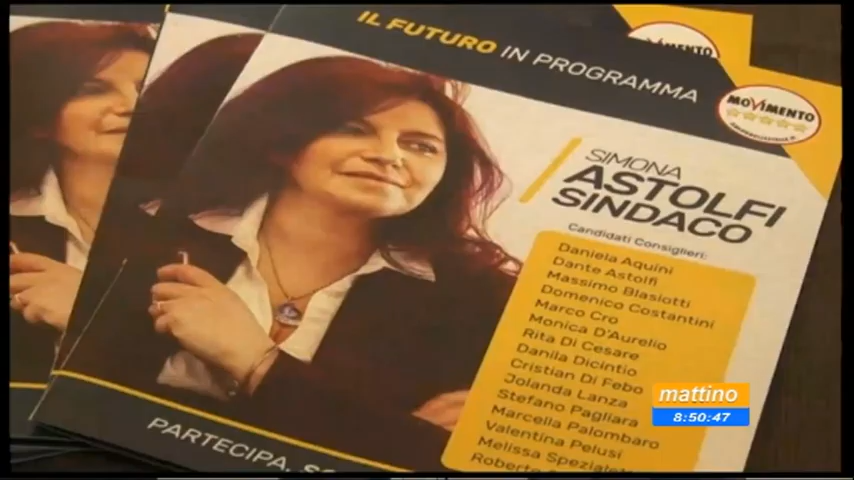 IL FUTURO IN PROGRAMMA
MOVIMENTO
MOVIMENTO
SIMONA
ASTOLFI
SINDACO
Candidati Consiglieri:
Daniela Aquini
Dante Astolfi
Massimo Blasiotti
Domenico Costantini
Marco Cro
Monica D'Aurelio
Rita Di Cesare
Danila Dicintio
Cristian Di Febo
Jolanda Lanza
Stefano Pagliara
Marcella Palombaro
Valentina Pelusi
Melissa
Roberto
PARTECIPA,
mattino
8:50:47